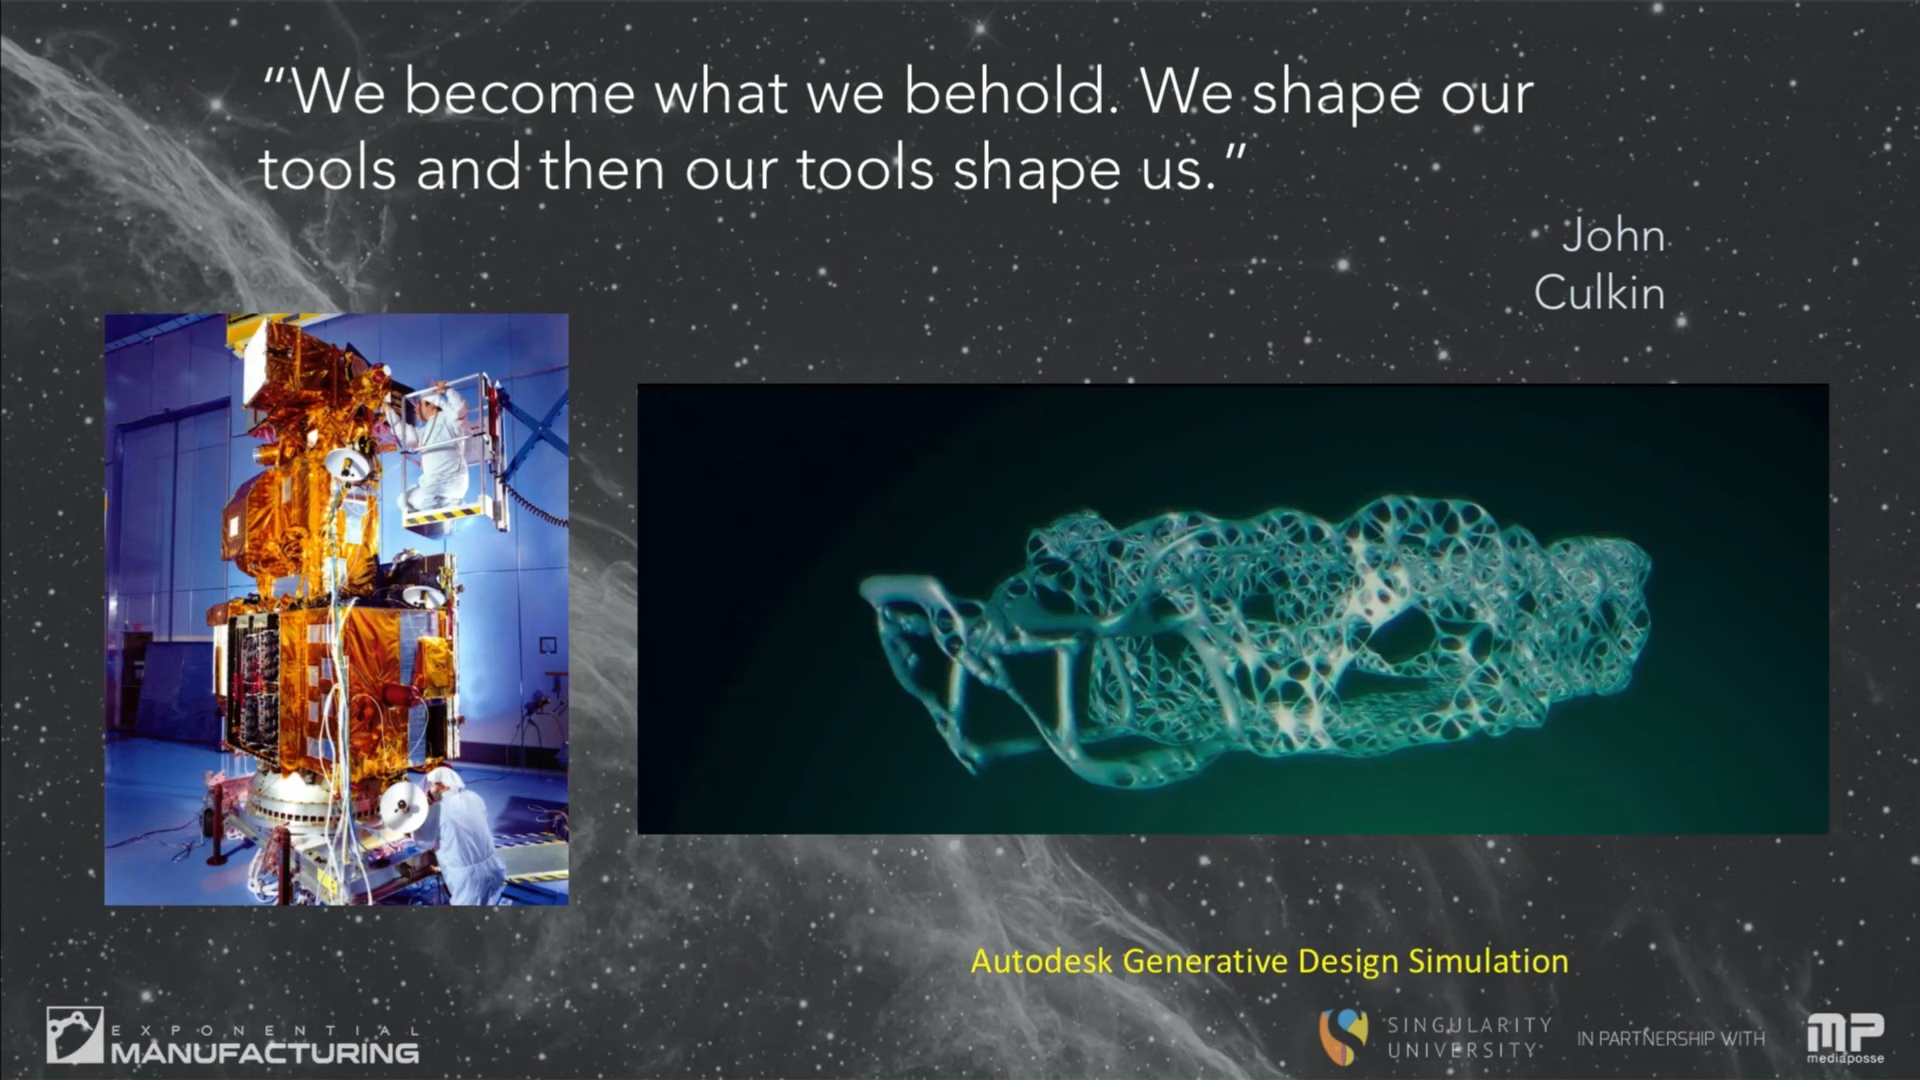 “We become what we behold. We shape our
tools and then our tools shape us.”
John
Culkin
Autodesk Generative Design Simulation
EXPONENTIAL
MANUFACTURING
SINGULARITY
UNIVERSITY
IN PARTNERSHIP WITH
MP
mediaposse